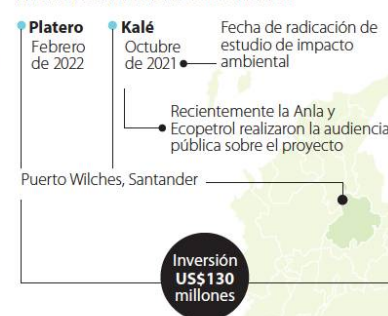 Platero
Febrero
de 2022
Kalé
Octubre
de 2021
Fecha de radicación de
estudio de impacto
ambiental
Recientemente la Anla y
Ecopetrol realizaron la audiencia
pública sobre el proyecto
Puerto Wilches, Santander
Inversión
US$130
millones